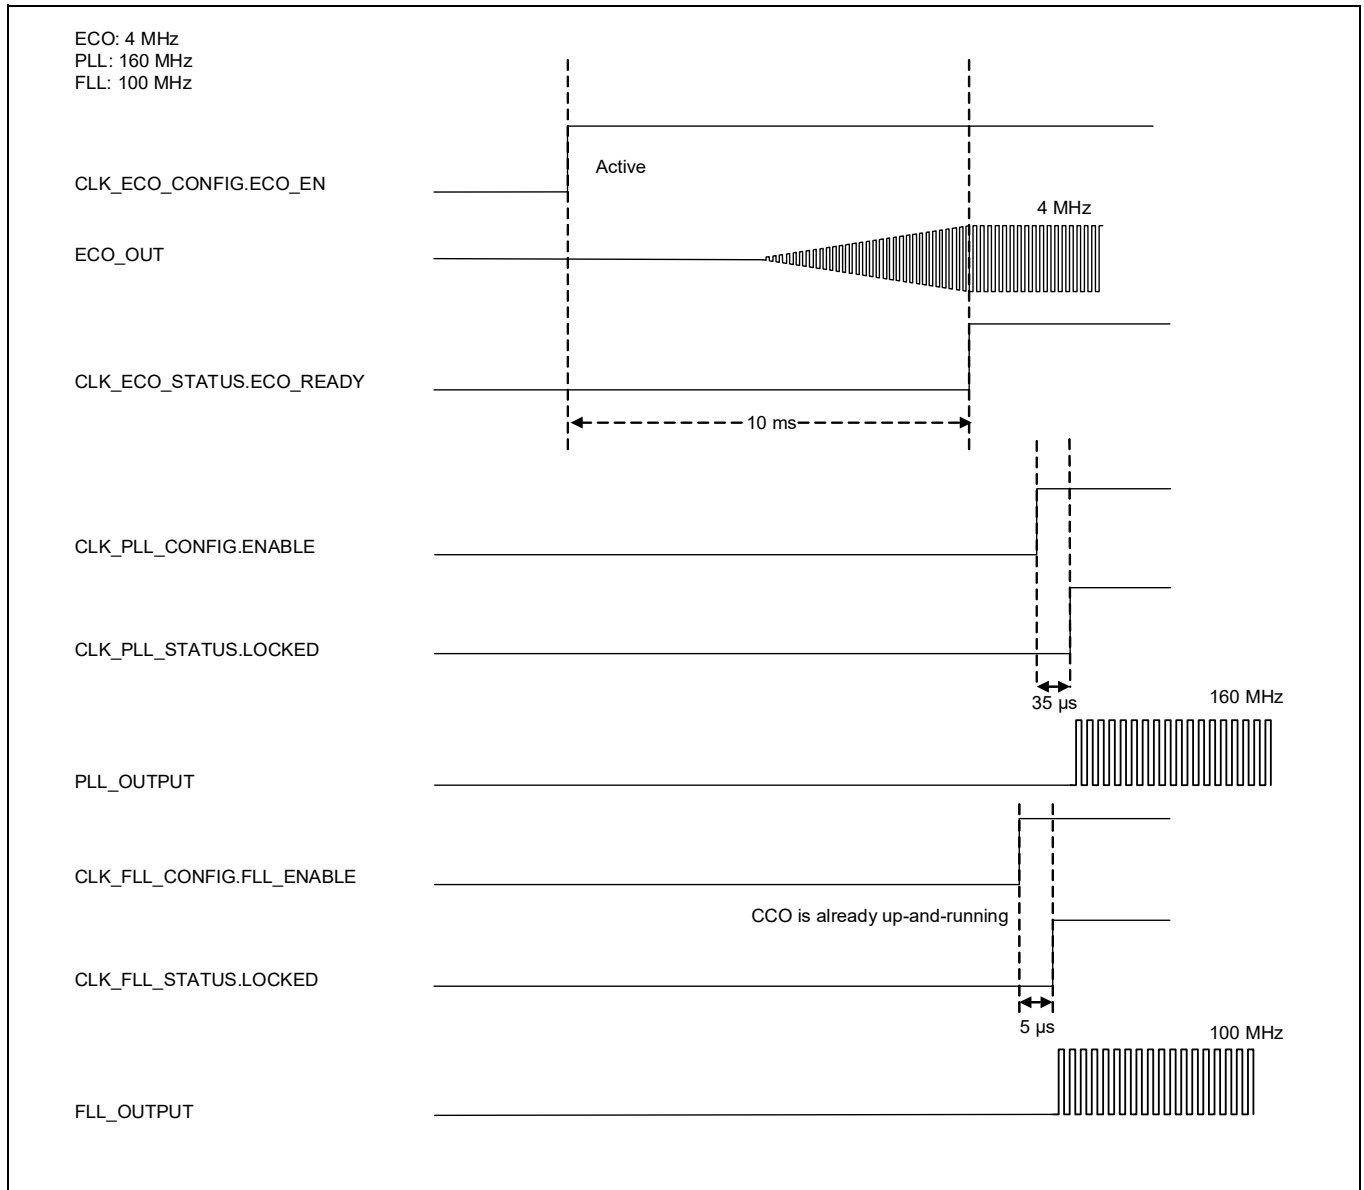 ECO: 4 MHz
PLL: 160 MHz
FLL: 100 MHz
Active
CLK_ECO_CONFIG.ECO_EN
4 MHz
ECO_OUT
CLK_ECO_STATUS.ECO_READY
10 ms
CLK_PLL_CONFIG.ENABLE
CLK_PLL_STATUS.LOCKED
35 µs
160 MHz
PLL_OUTPUT
CLK_FLL_CONFIG.FLL_ENABLE
CCO is already up-and-running
CLK_FLL_STATUS.LOCKED
5 µs
100 MHz
FLL_OUTPUT